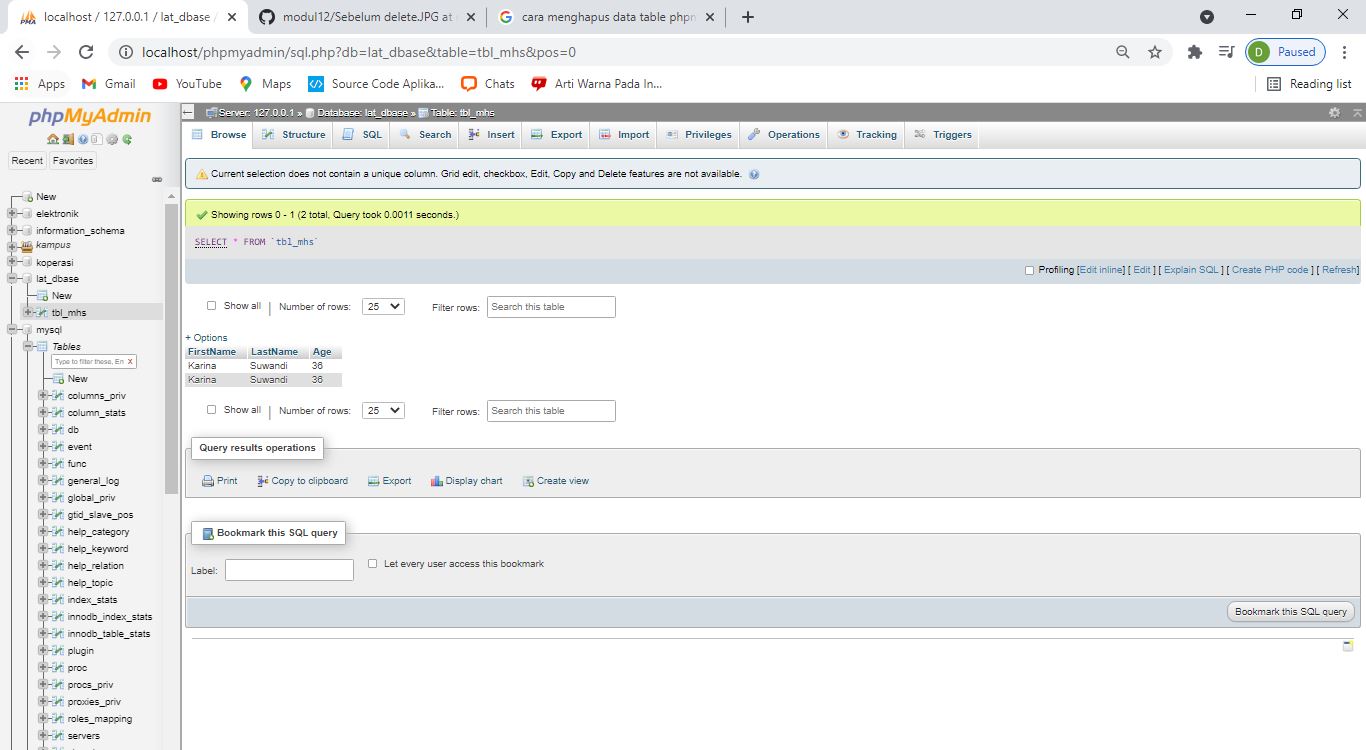 localhost / 127.0.0.1 / lat_dbase /
modul12/Sebelum delete.JPG at
cara menghapus data table phpm
localhost/phpmyadmin/sql.php?db=lat_dbase&table=tbl_mhs&pos=0
D Paused
Apps Gmail YouTube Maps Source Code Aplika... Chats Arti Warna Pada In... Reading list
phpMyAdmin
Recent Favorites
New
elektronik
information_schema
kampus
koperasi
lat_dbase
New
tbl_mhs
mysql
Tables
Type to filter these, En X
New
columns_priv
column_stats
db
event
func
general_log
global_priv
gtid_slave_pos
help_category
help_keyword
help_relation
help_topic
index_stats
innodb_index_stats
innodb_table_stats
plugin
proc
procs_priv
proxies_priv
roles_mapping
servers
Server: 127.0.0.1 » Database: lat_dbase » Table: tbl_mhs
Browse Structure SQL Search Insert Export Import Privileges Operations Tracking Triggers
Current selection does not contain a unique column. Grid edit, checkbox, Edit, Copy and Delete features are not available.
Showing rows 0 - 1 (2 total, Query took 0.0011 seconds.)
SELECT * FROM `tbl_mhs`
Profiling [Edit inline] [ Edit ] [ Explain SQL ] [ Create PHP code ] [ Refresh]
Show all | Number of rows: 25 Filter rows: Search this table
+ Options
FirstName LastName Age
Karina Suwandi 36
Karina Suwandi 36
Show all | Number of rows: 25 Filter rows: Search this table
Query results operations
Print Copy to clipboard Export Display chart Create view
Bookmark this SQL query
Label: Let every user access this bookmark
Bookmark this SQL query